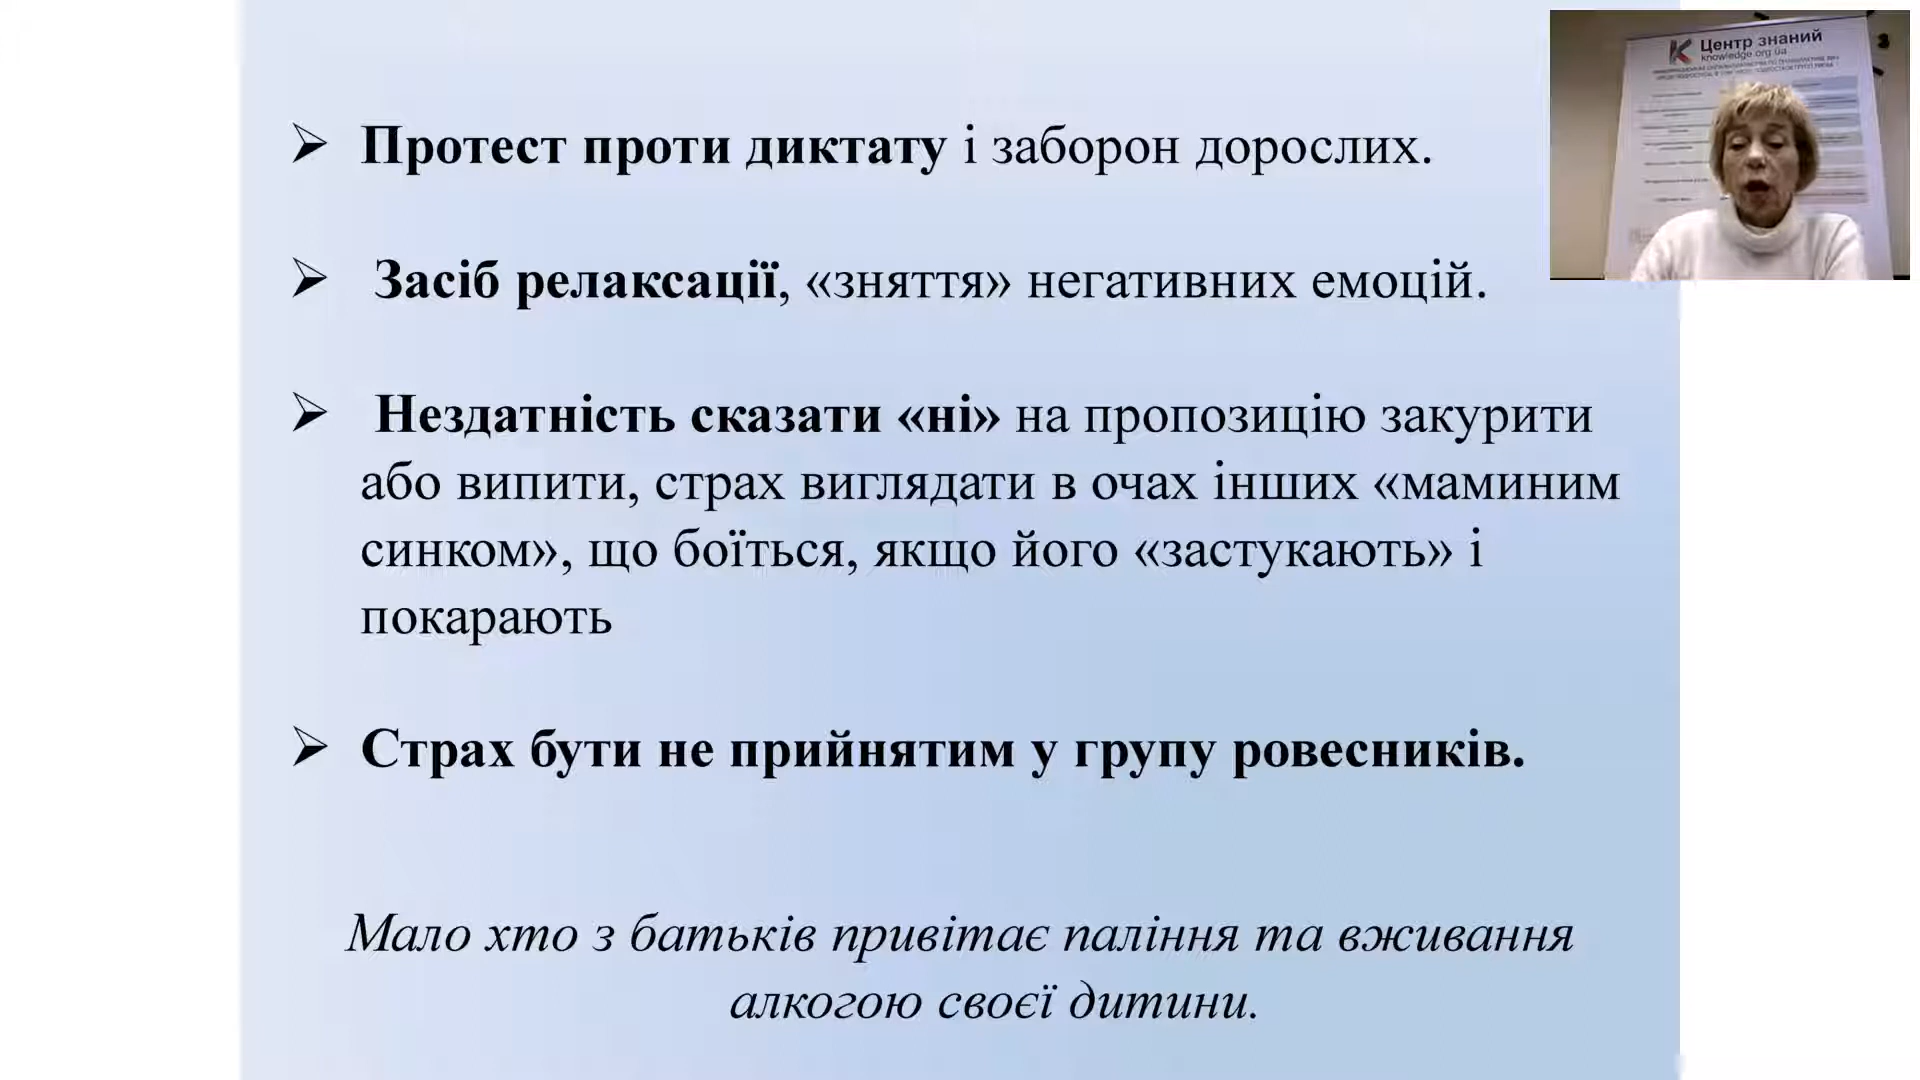 Центр знаний
knowledge.org.ua
➢ Протест проти диктату і заборон дорослих.
➢ Засіб релаксації, «зняття» негативних емоцій.
➢ Нездатність сказати «ні» на пропозицію закурити
або випити, страх виглядати в очах інших «маминим
синком», що боїться, якщо його «застукають» і
покарають
➢ Страх бути не прийнятим у групу ровесників.
Мало хто з батьків привітає паління та вживання
алкогою своєї дитини.